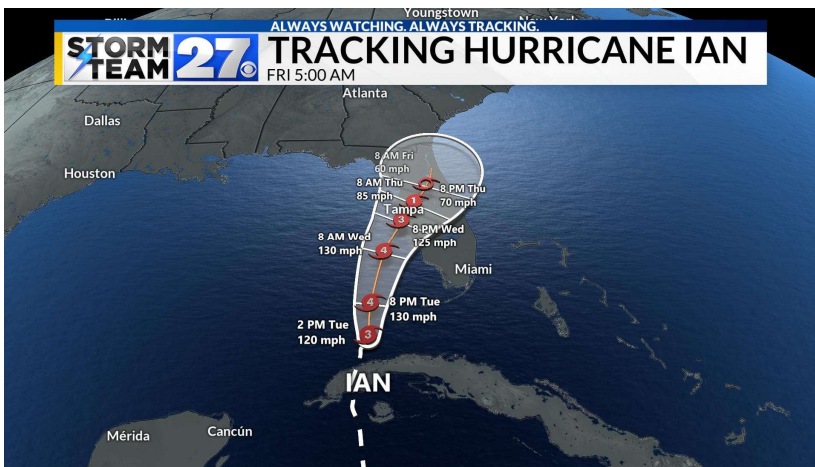 Youngstown
ALWAYS WATCHING. ALWAYS TRACKING.
STORM TEAM 27
TRACKING HURRICANE IAN
FRI 5:00 AM
Atlanta
Dallas
Houston
8 AM Fri
60 mph
8 AM Thu
85 mph
8 PM Thu
70 mph
1
Tampa
3
8 PM Wed
125 mph
8 AM Wed
130 mph
4
Miami
4
8 PM Tue
130 mph
2 PM Tue
120 mph
3
IAN
Mérida
Cancún